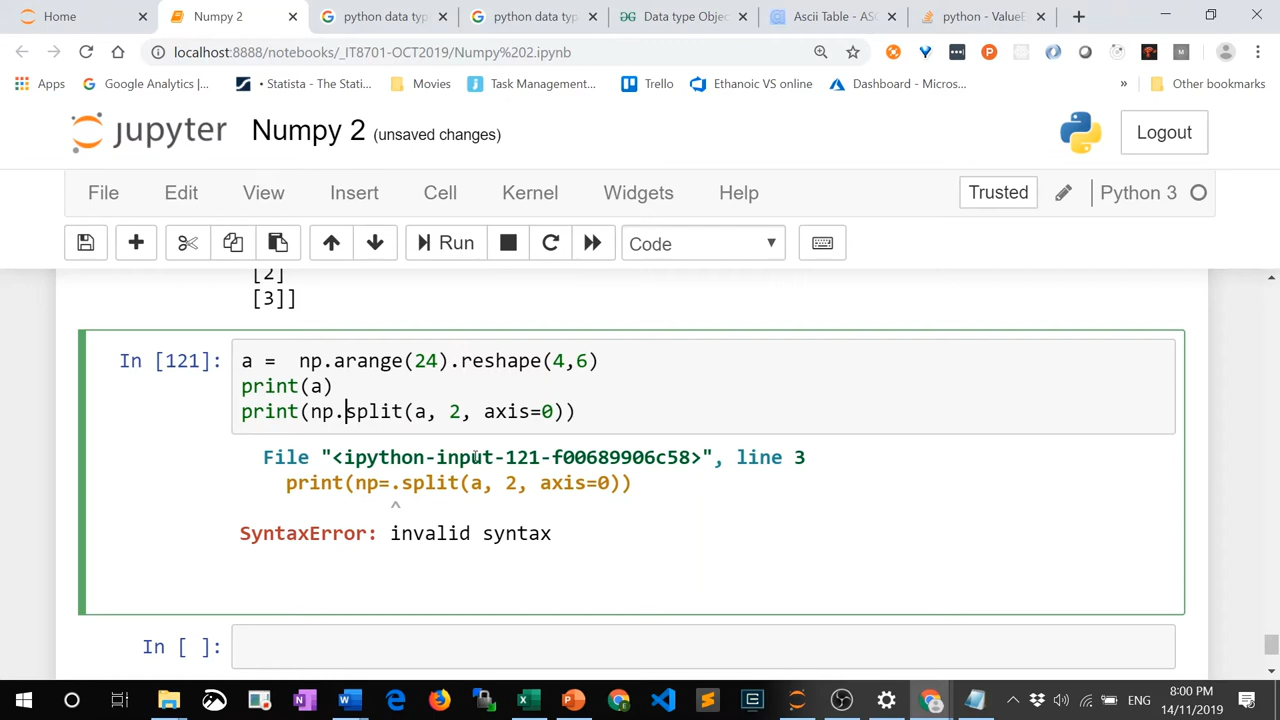 Home
Numpy 2
python data typ
python data typ
Data type Objec
Ascii Table - ASC
python - ValueE
localhost:8888/notebooks/_IT8701-OCT2019/Numpy%202.ipynb
Apps
Google Analytics |...
• Statista - The Stati...
Movies
Task Management...
Trello
Ethanoic VS online
Dashboard - Micros...
»
Other bookmarks
jupyter
Numpy 2 (unsaved changes)
Logout
File Edit View Insert Cell Kernel Widgets Help
Trusted
Python 3
Run
Code
[2]
[3]]
In [121]:
a =  np.arange(24).reshape(4,6)
print(a)
print(np.split(a, 2, axis=0))
File "<ipython-input-121-f00689906c58>", line 3
print(np=.split(a, 2, axis=0))
^
SyntaxError: invalid syntax
In [ ]:
ENG
8:00 PM
14/11/2019